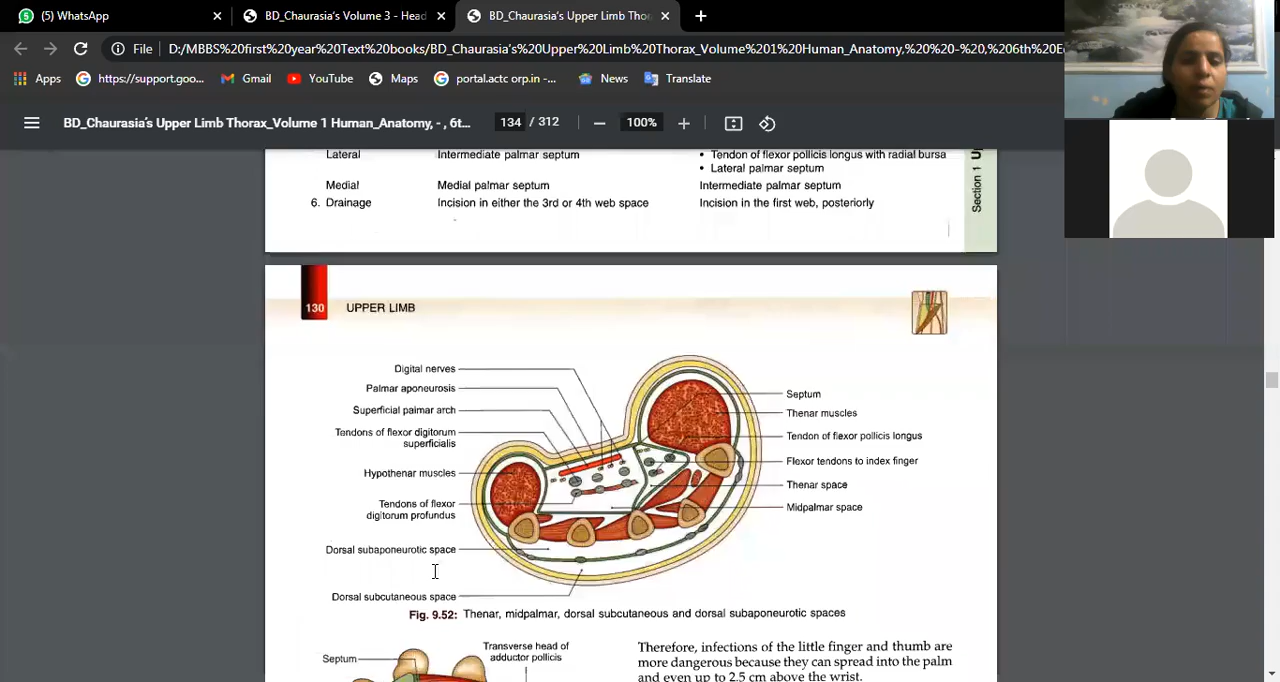 (5) WhatsApp
BD_Chaurasia's Volume 3 - Head
BD_Chaurasia's Upper Limb Tho
File
D:/MBBS%20first%20year%20Text%20books/BD_Chaurasia's%20Upper%20Limb%20Thorax_Volume%201%20Human_Anatomy,%20%20-%20,%206th%20E
Apps
https://support.goo...
Gmail
YouTube
Maps
portal.actc orp.in -...
News
Translate
BD_Chaurasia's Upper Limb Thorax_Volume 1 Human_Anatomy, - , 6t...
134 / 312
100%
Lateral Intermediate palmar septum • Tendon of flexor pollicis longus with radial bursa
• Lateral palmar septum
Medial Medial palmar septum Intermediate palmar septum
6. Drainage Incision in either the 3rd or 4th web space Incision in the first web, posteriorly
Section 1
130 UPPER LIMB
Digital nerves
Palmar aponeurosis
Superficial palmar arch
Tendons of flexor digitorum
superficialis
Hypothenar muscles
Tendons of flexor
digitorum profundus
Dorsal subaponeurotic space
Dorsal subcutaneous space
Septum
Thenar muscles
Tendon of flexor pollicis longus
Flexor tendons to index finger
Thenar space
Midpalmar space
Fig. 9.52: Thenar, midpalmar, dorsal subcutaneous and dorsal subaponeurotic spaces
Septum
Transverse head of
adductor pollicis
Therefore, infections of the little finger and thumb are
more dangerous because they can spread into the palm
and even up to 2.5 cm above the wrist.